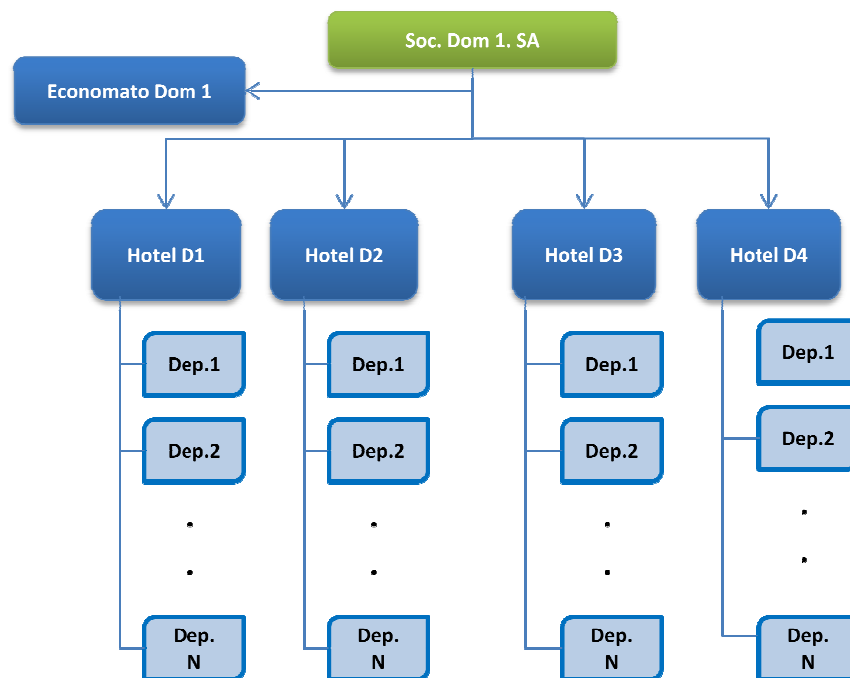 Soc. Dom 1. SA
Economato Dom 1
Hotel D1
Hotel D2
Hotel D3
Hotel D4
Dep.1
Dep.1
Dep.1
Dep.1
Dep.2
Dep.2
Dep.2
Dep.2
Dep.
N
Dep.
N
Dep.
N
Dep.
N